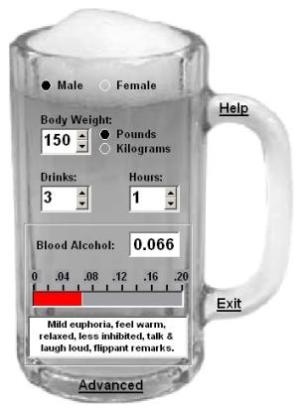 Male Female
Help
Body Weight:
150 Pounds
Kilograms
Drinks: Hours:
3 1
Blood Alcohol: 0.066
0 .04 .08 .12 .16 .20
Mild euphoria, feel warm,
relaxed, less inhibited, talk &
laugh loud, flippant remarks.
Exit
Advanced